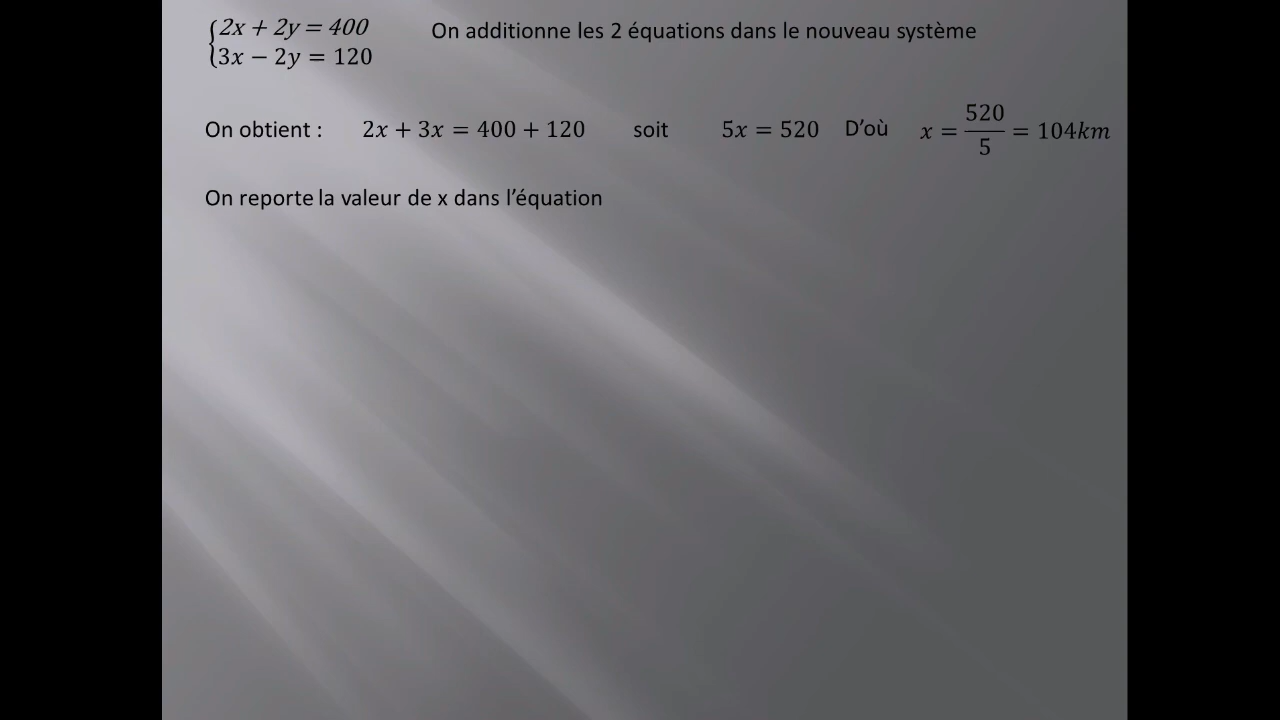 2x + 2y = 400 On additionne les 2 équations dans le nouveau système
3x − 2y = 120
On obtient : 2x + 3x = 400 + 120 soit 5x = 520 D’où x = 520/5 = 104km
On reporte la valeur de x dans l’équation